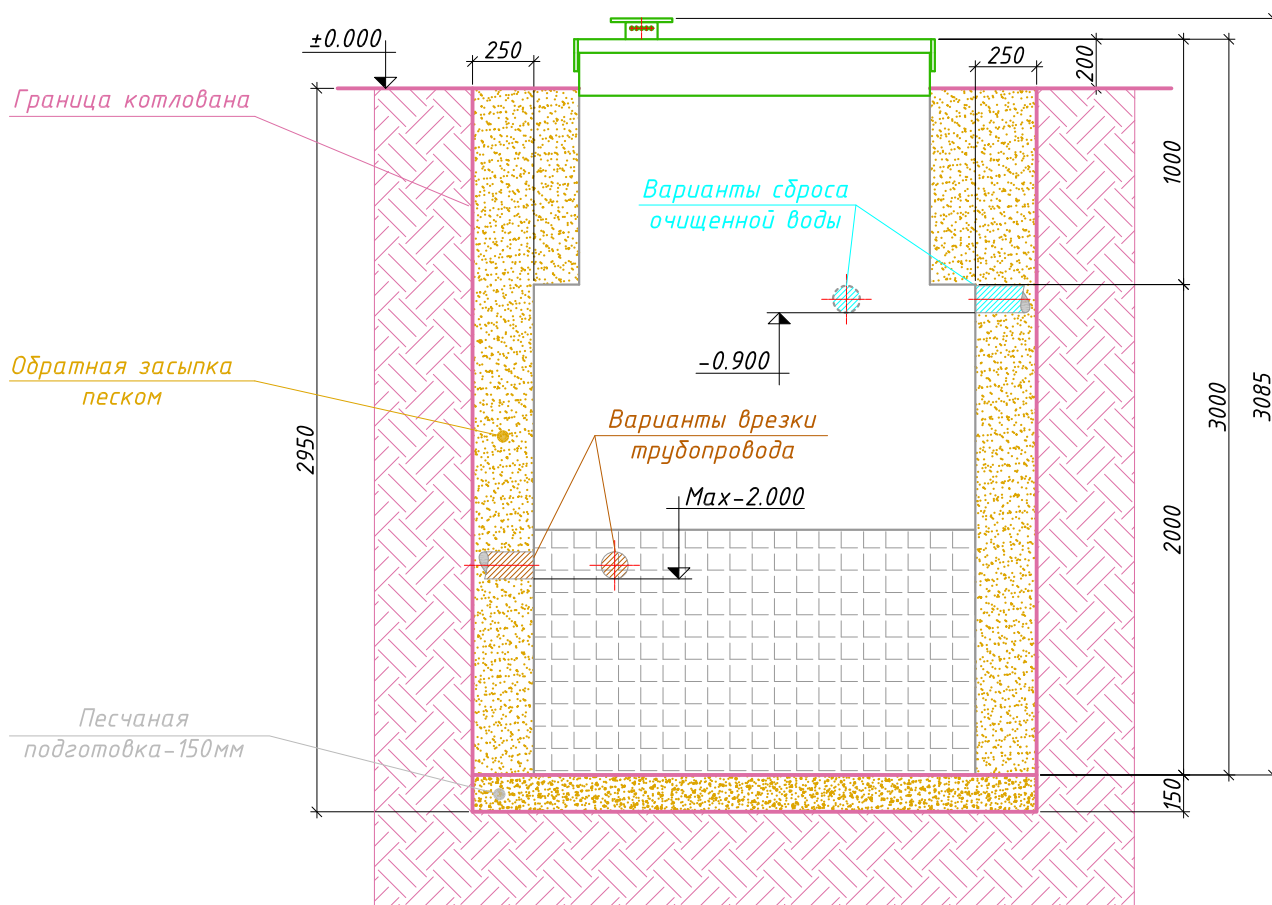 ±0.000
250
250
200
Граница котлована
1000
Варианты сброса
очищенной воды
-0.900
Обратная засыпка
песком
3000
3085
2950
Варианты врезки
трубопровода
Max-2.000
2000
Песчаная
подготовка-150мм
150